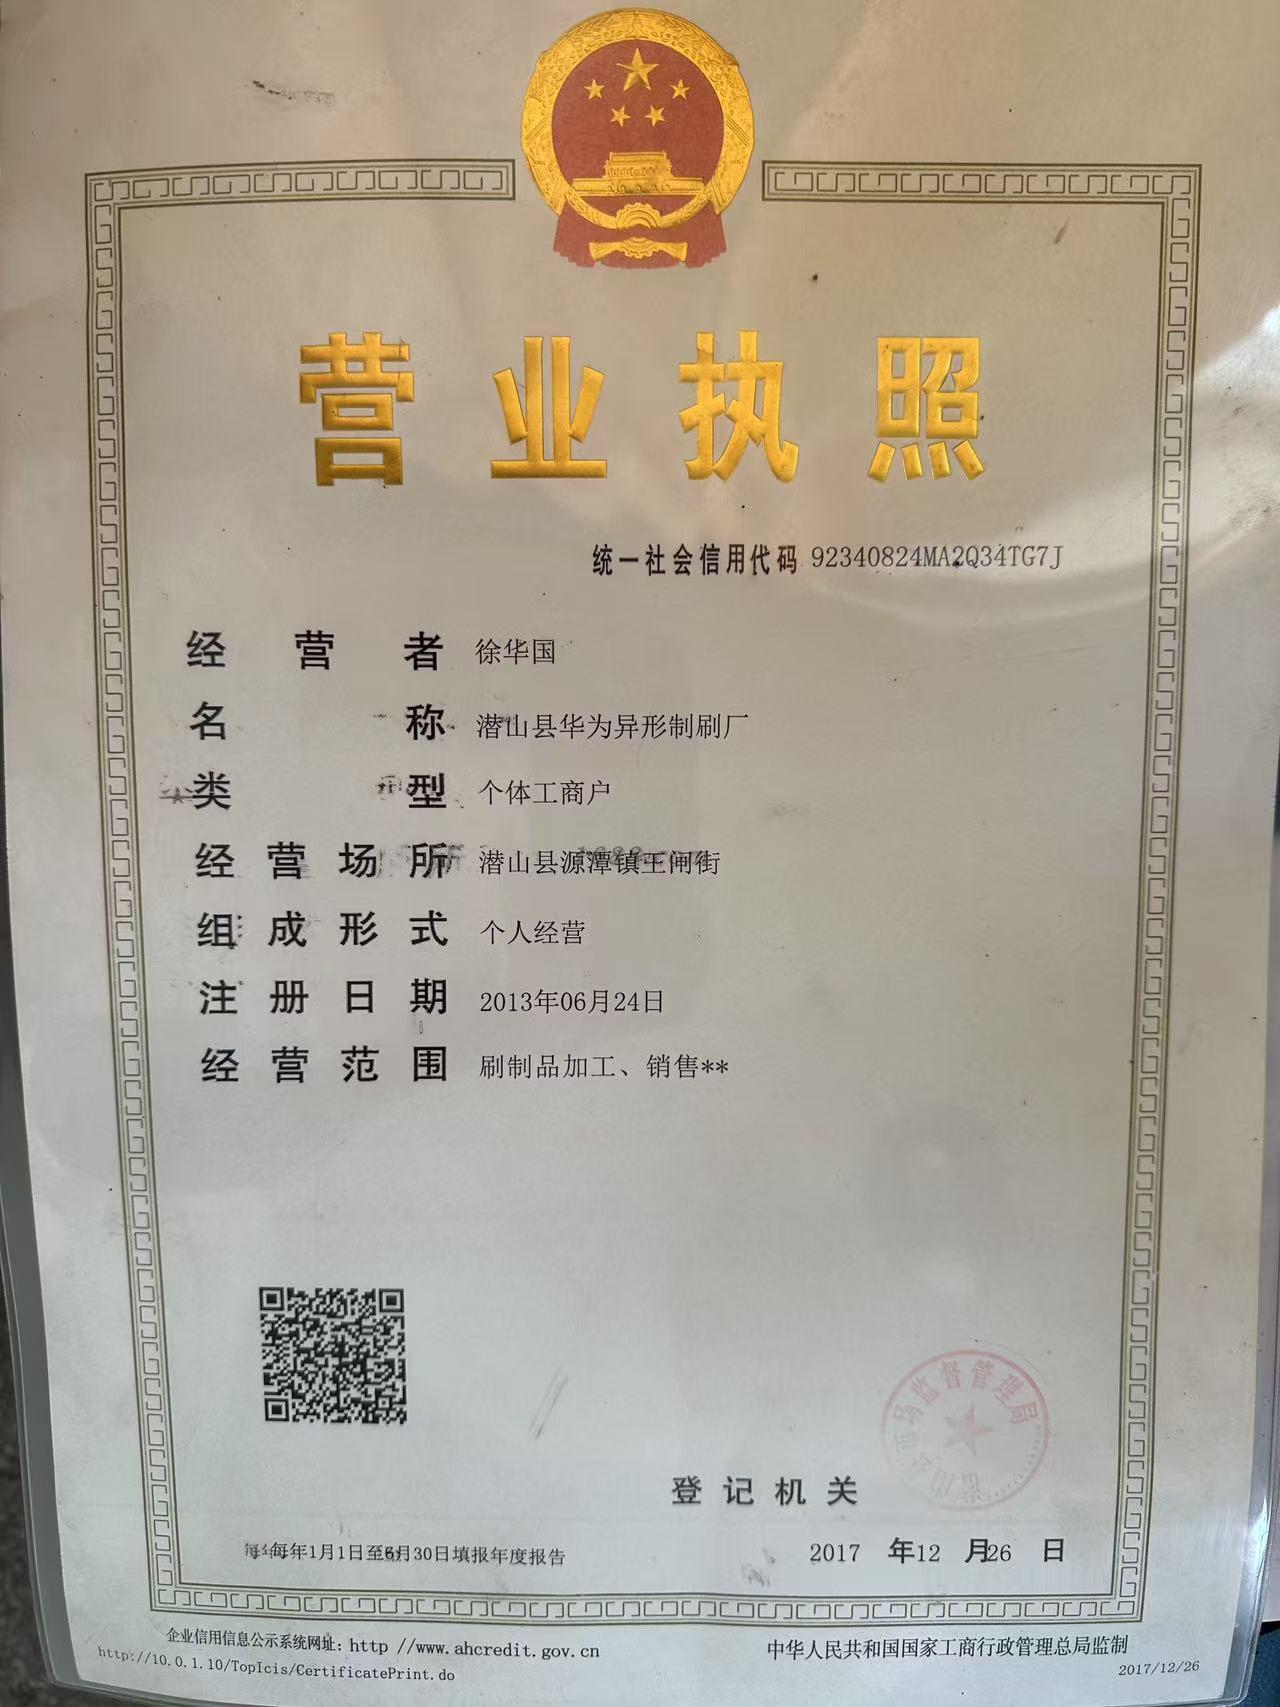 营业执照
统一社会信用代码 92340824MA2Q34TG7J
经营者 徐华国
名称 潜山县华为异形制刷厂
类型 个体工商户
经营场所 潜山县源潭镇王闸街
组成形式 个人经营
注册日期 2013年06月24日
经营范围 刷制品加工、销售**
市场监督管理局
登记机关
每年1月1日至6月30日填报年度报告
2017 年12 月26 日
企业信用信息公示系统网址：http //www.ahcredit.gov.cn
中华人民共和国国家工商行政管理总局监制
http://10.0.1.10/TopIcis/CertificatePrint.do
2017/12/26